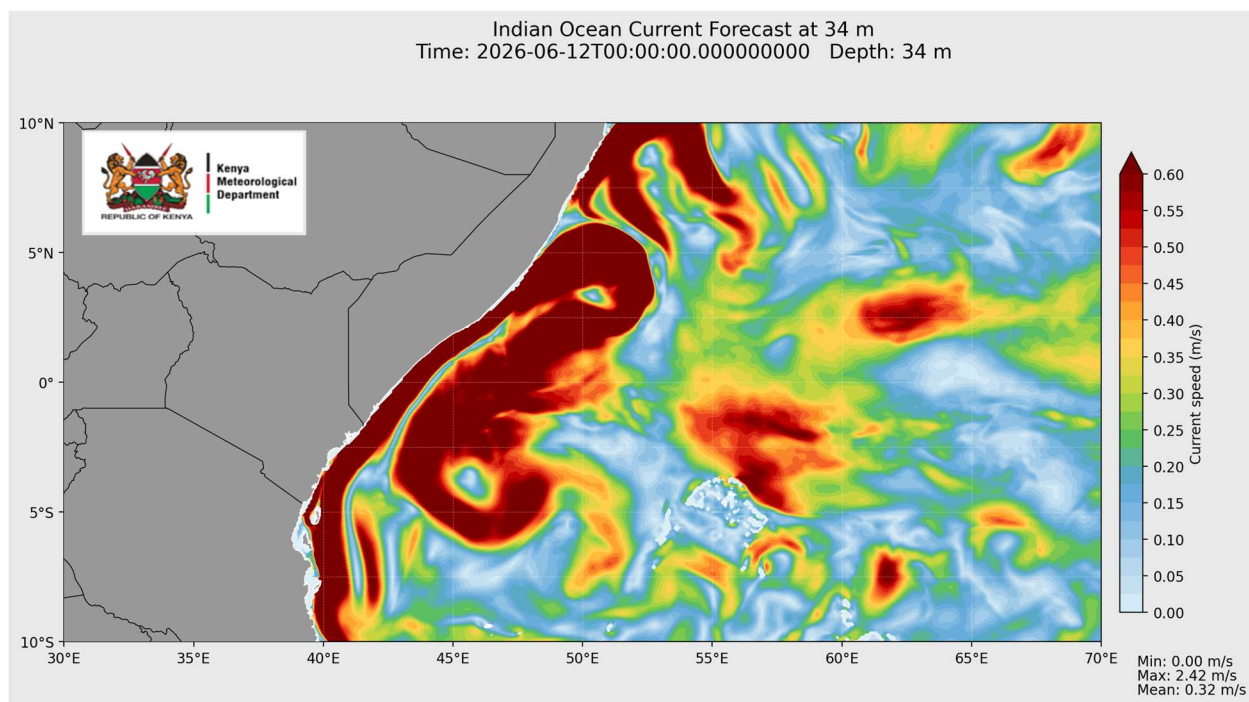 Indian Ocean Current Forecast at 34 m
Time: 2026-06-12T00:00:00.000000000   Depth: 34 m
Kenya
Meteorological
Department
REPUBLIC OF KENYA
10°N
5°N
0°
5°S
10°S
30°E
35°E
40°E
45°E
50°E
55°E
60°E
65°E
70°E
0.60
0.55
0.50
0.45
0.40
0.35
0.30
0.25
0.20
0.15
0.10
0.05
0.00
Current speed (m/s)
Min: 0.00 m/s
Max: 2.42 m/s
Mean: 0.32 m/s